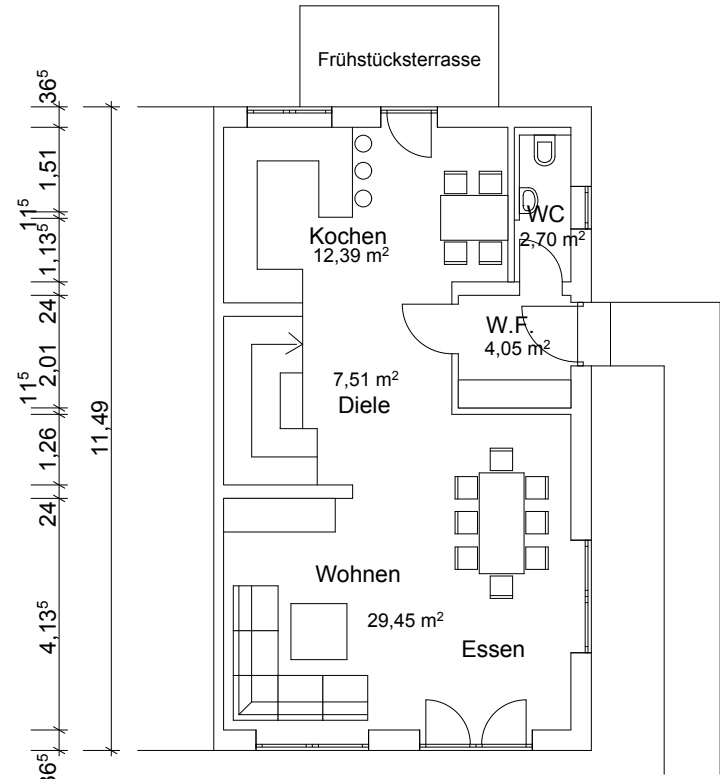 Frühstücksterrasse
36⁵
1,51
11⁵
1,13⁵
24
2,01
11⁵
1,26
24
4,13⁵
36⁵
11,49
Kochen
12,39 m²
WC
2,70 m²
W.F.
4,05 m²
7,51 m²
Diele
Wohnen
29,45 m²
Essen